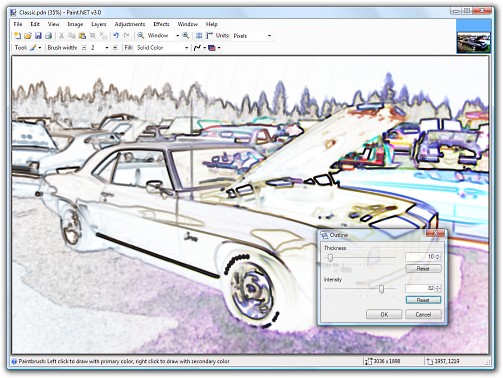 Classic.pdn (35%) - Paint.NET v3.0
File Edit View Image Layers Adjustments Effects Tools Window Help
Window Units: Pixels
Tool: Brush width: 2 Fill: Solid Color
Outline
Thickness
10
Reset
Intensity
82
Reset
OK Cancel
Paintbrush: Left click to draw with primary color, right click to draw with secondary color
3036 x 1898
1957, 1219